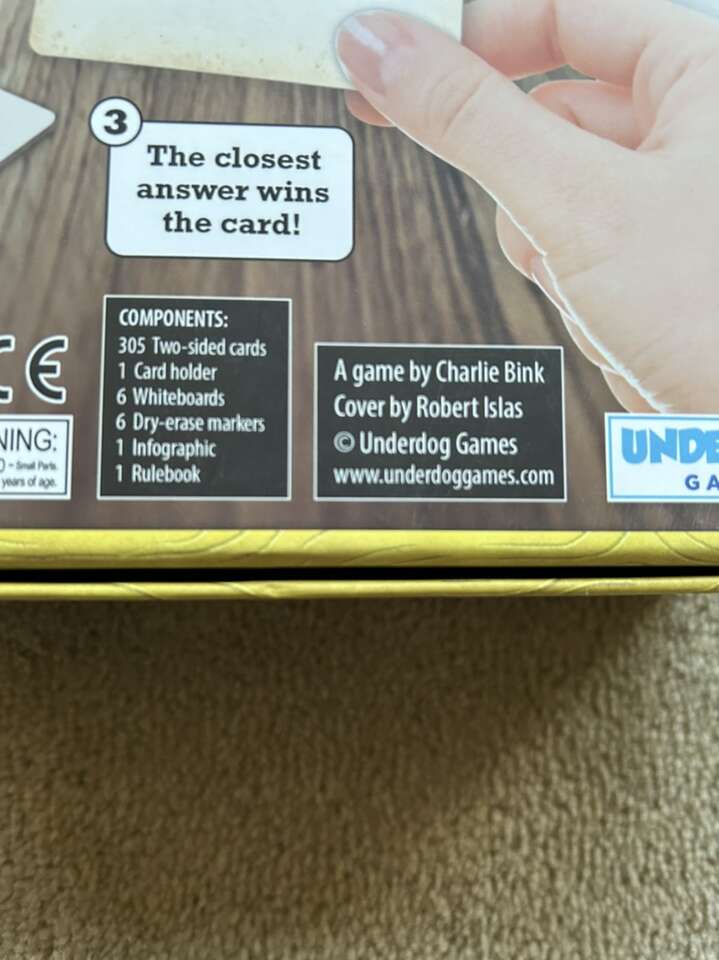 3
The closest
answer wins
the card!
COMPONENTS:
305 Two-sided cards
1 Card holder
6 Whiteboards
6 Dry-erase markers
1 Infographic
1 Rulebook
A game by Charlie Bink
Cover by Robert Islas
© Underdog Games
www.underdoggames.com
CE
NING:
- Small Parts.
years of age.
UNDE
GA